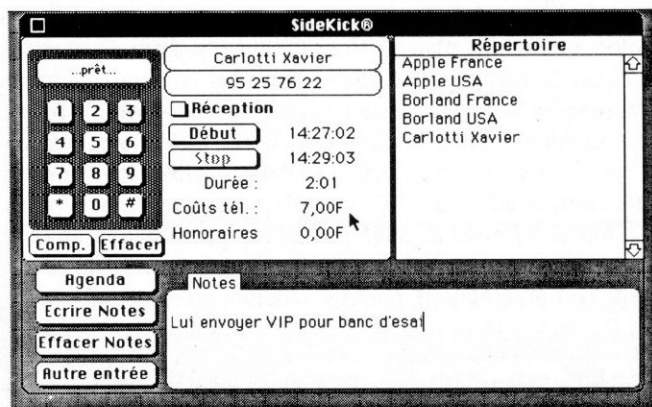 SideKick®
...prêt...
1 2 3
4 5 6
7 8 9
* 0 #
Comp. Effacer
Carlotti Xavier
95 25 76 22
Réception
Début 14:27:02
Stop 14:29:03
Durée : 2:01
Coûts tél. : 7,00F
Honoraires 0,00F
Répertoire
Apple France
Apple USA
Borland France
Borland USA
Carlotti Xavier
Agenda
Ecrire Notes
Effacer Notes
Autre entrée
Notes
Lui envoyer VIP pour banc d'esai